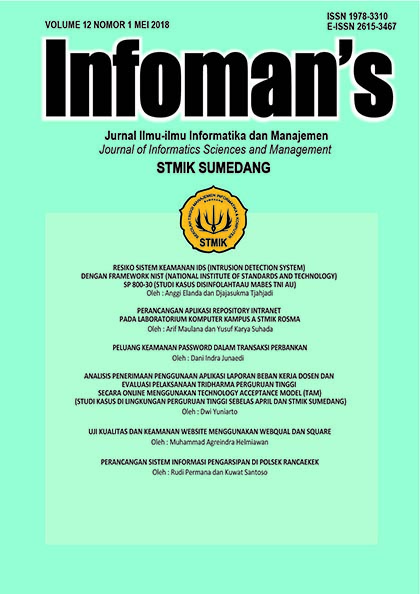 VOLUME 12 NOMOR 1 MEI 2018
ISSN 1978-3310
E-ISSN 2615-3467
Infoman's
Jurnal Ilmu-ilmu Informatika dan Manajemen
Journal of Informatics Sciences and Management
STMIK SUMEDANG
STMIK
RESIKO SISTEM KEAMANAN IDS (INTRUSION DETECTION SYSTEM)
DENGAN FRAMEWORK NIST (NATIONAL INSTITUTE OF STANDARDS AND TECHNOLOGY)
SP 800-30 (STUDI KASUS DISINFOLAHTAAU MABES TNI AU)
Oleh : Anggi Elanda dan Djajasukma Tjahjadi
PERANCANGAN APLIKASI REPOSITORY INTRANET
PADA LABORATORIUM KOMPUTER KAMPUS A STMIK ROSMA
Oleh : Arif Maulana dan Yusuf Karya Suhada
PELUANG KEAMANAN PASSWORD DALAM TRANSAKSI PERBANKAN
Oleh : Dani Indra Junaedi
ANALISIS PENERIMAAN PENGGUNAAN APLIKASI LAPORAN BEBAN KERJA DOSEN DAN
EVALUASI PELAKSANAAN TRIDHARMA PERGURUAN TINGGI
SECARA ONLINE MENGGUNAKAN TECHNOLOGY ACCEPTANCE MODEL (TAM)
(STUDI KASUS DI LINGKUNGAN PERGURUAN TINGGI SEBELAS APRIL DAN STMIK SUMEDANG)
Oleh : Dwi Yuniarto
UJI KUALITAS DAN KEAMANAN WEBSITE MENGGUNAKAN WEBQUAL DAN SQUARE
Oleh : Muhammad Agreindra Helmiawan
PERANCANGAN SISTEM INFORMASI PENGARSIPAN DI POLSEK RANCAEKEK
Oleh : Rudi Permana dan Kuwat Santoso